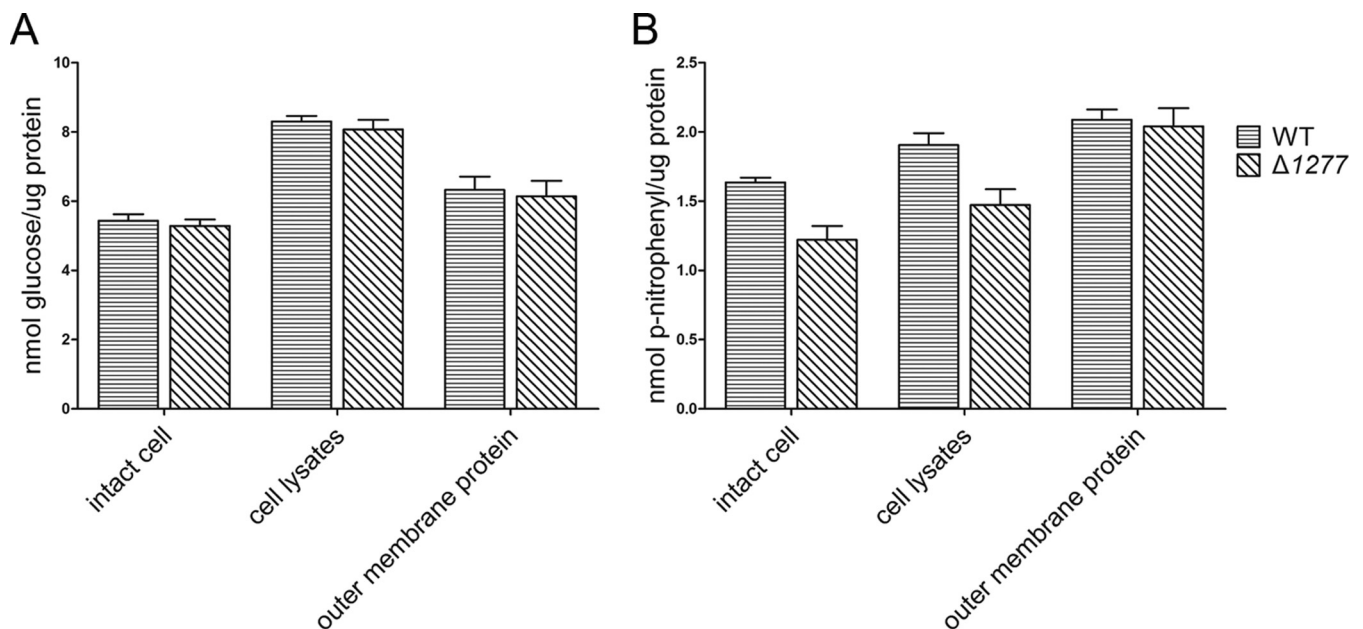 A
nmol glucose/ug protein
10
8
6
4
2
0
intact cell
cell lysates
outer membrane protein
B
nmol p-nitrophenyl/ug protein
2.5
2.0
1.5
1.0
0.5
0.0
intact cell
cell lysates
outer membrane protein
WT
Δ1277